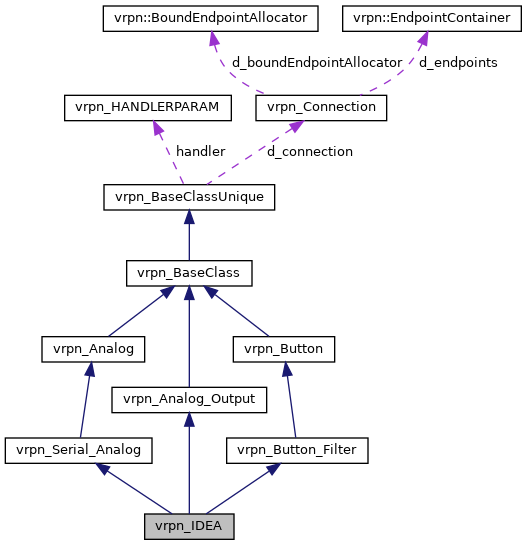 vrpn::BoundEndpointAllocator
vrpn::EndpointContainer
d_boundEndpointAllocator
d_endpoints
vrpn_HANDLERPARAM
vrpn_Connection
handler
d_connection
vrpn_BaseClassUnique
vrpn_BaseClass
vrpn_Analog
vrpn_Button
vrpn_Analog_Output
vrpn_Serial_Analog
vrpn_Button_Filter
vrpn_IDEA